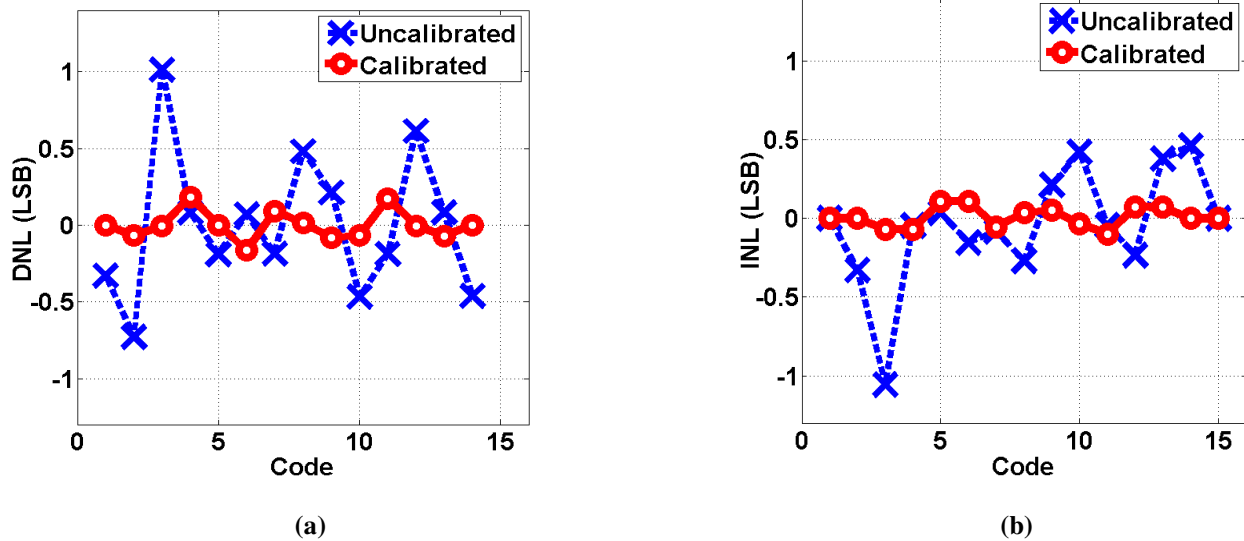 Uncalibrated
Calibrated
1
0.5
0
-0.5
-1
DNL (LSB)
0
5
10
15
Code
(a)
Uncalibrated
Calibrated
1
0.5
0
-0.5
-1
INL (LSB)
0
5
10
15
Code
(b)